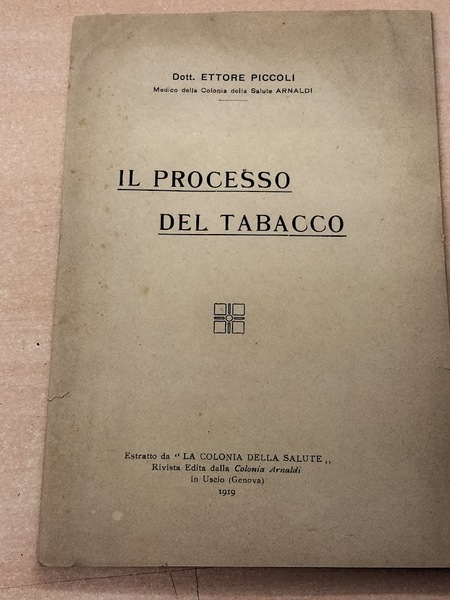 Dott. ETTORE PICCOLI
Medico della Colonia della Salute ARNALDI
IL PROCESSO
DEL TABACCO
Estratto da “ LA COLONIA DELLA SALUTE „
Rivista Edita dalla Colonia Arnaldi
in Uscio (Genova)
1919